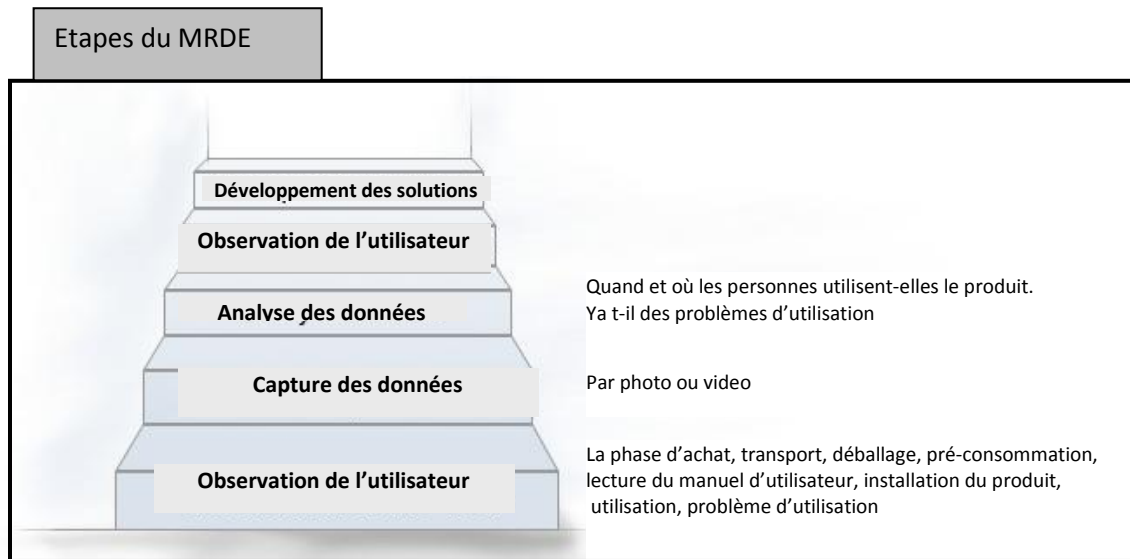 Etapes du MRDE
Développement des solutions
Observation de l’utilisateur
Analyse des données
Quand et où les personnes utilisent-elles le produit.
Ya t-il des problèmes d’utilisation
Capture des données
Par photo ou video
Observation de l’utilisateur
La phase d’achat, transport, déballage, pré-consommation,
lecture du manuel d’utilisateur, installation du produit,
utilisation, problème d’utilisation